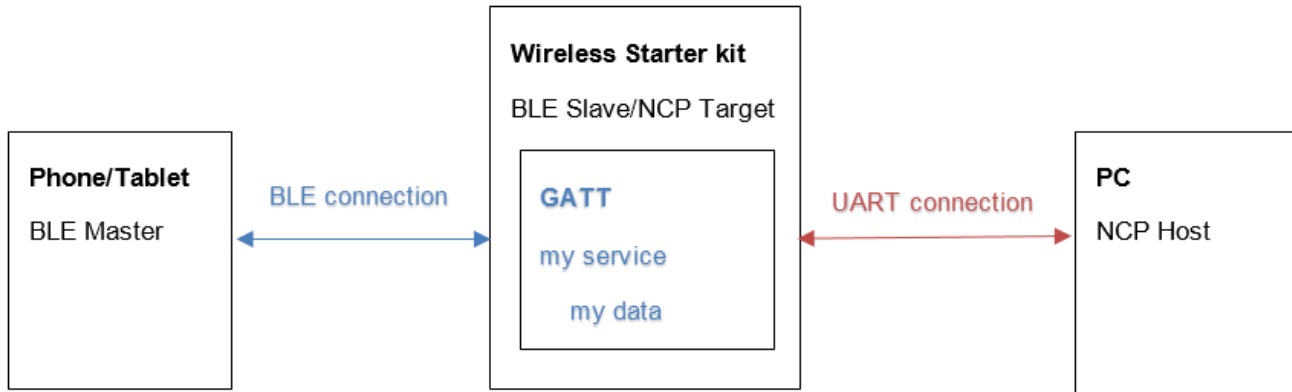 Phone/Tablet
BLE Master
BLE connection
Wireless Starter kit
BLE Slave/NCP Target
GATT
my service
my data
UART connection
PC
NCP Host